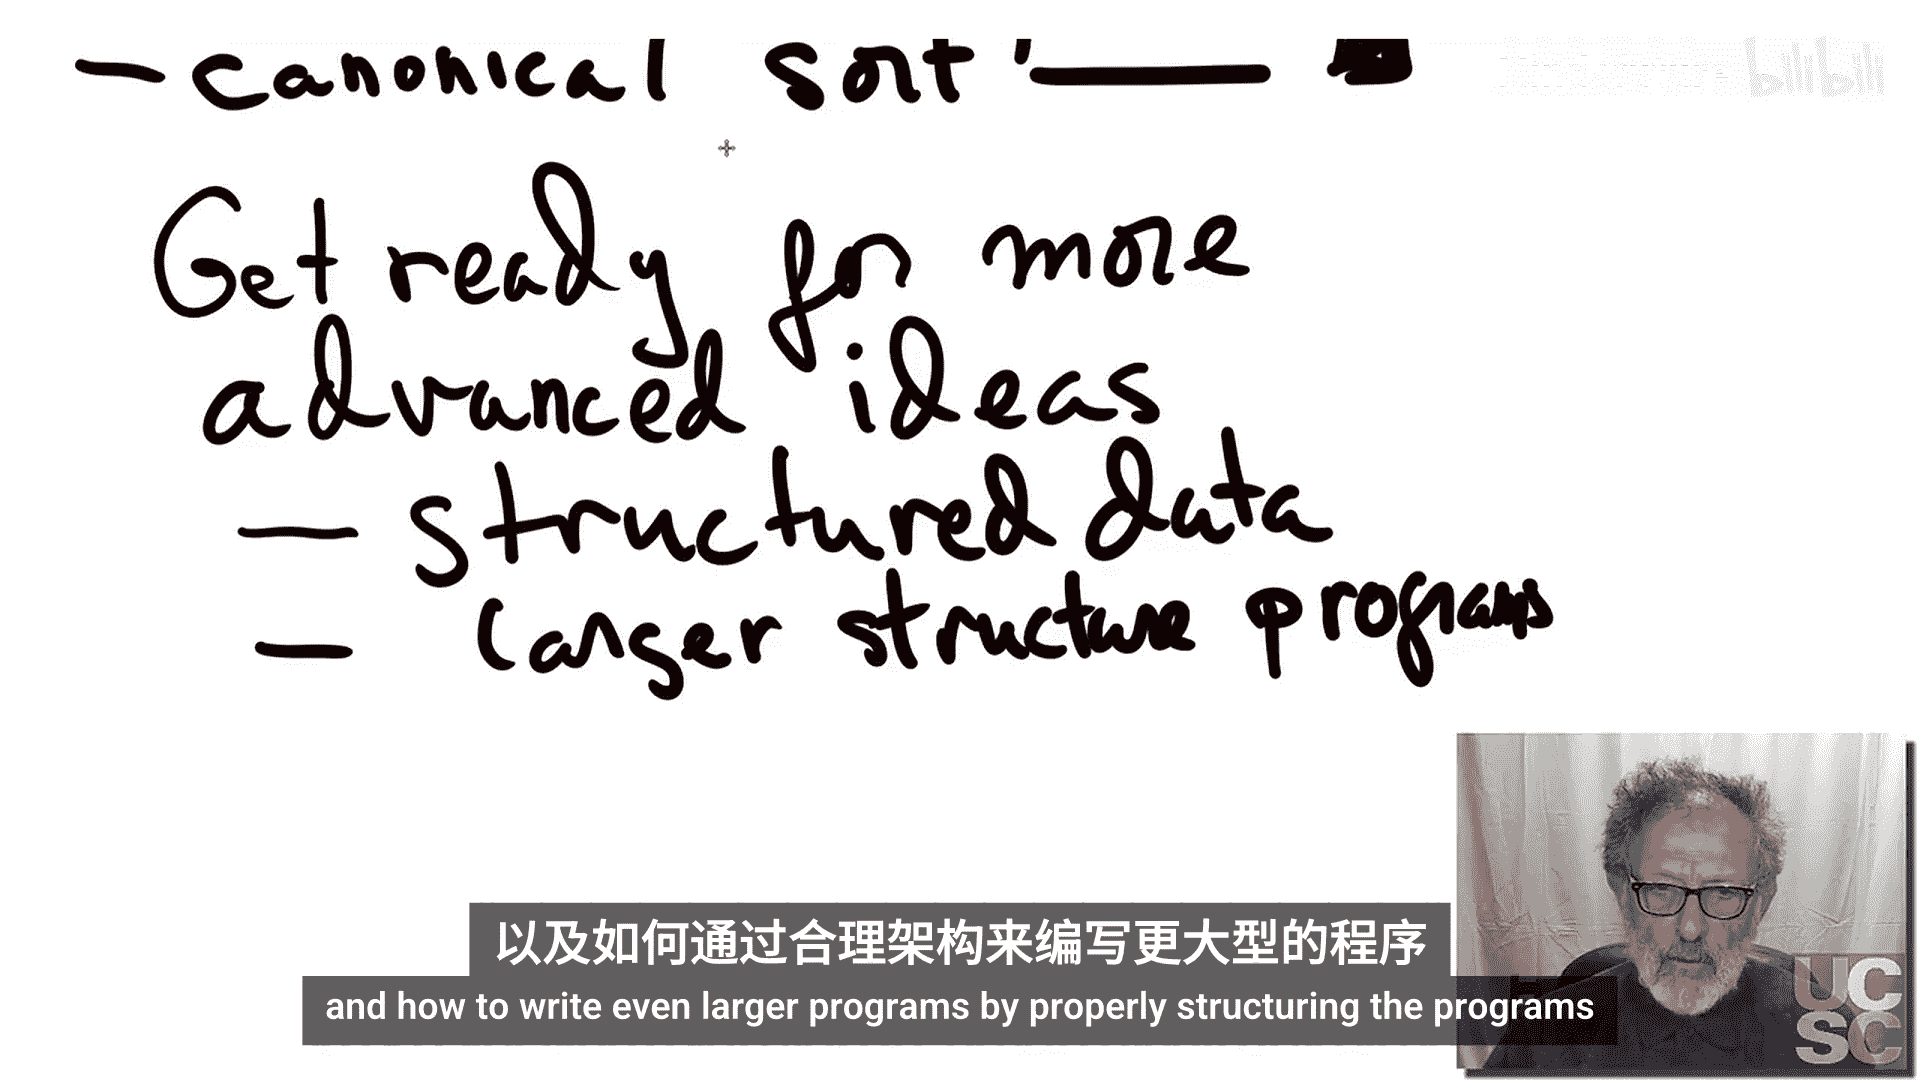 - canonical sort
bilibili
Get ready for more
advanced ideas
- structured data
- larger structure programs
以及如何通过合理架构来编写更大型的程序
and how to write even larger programs by properly structuring the programs
UC
SC